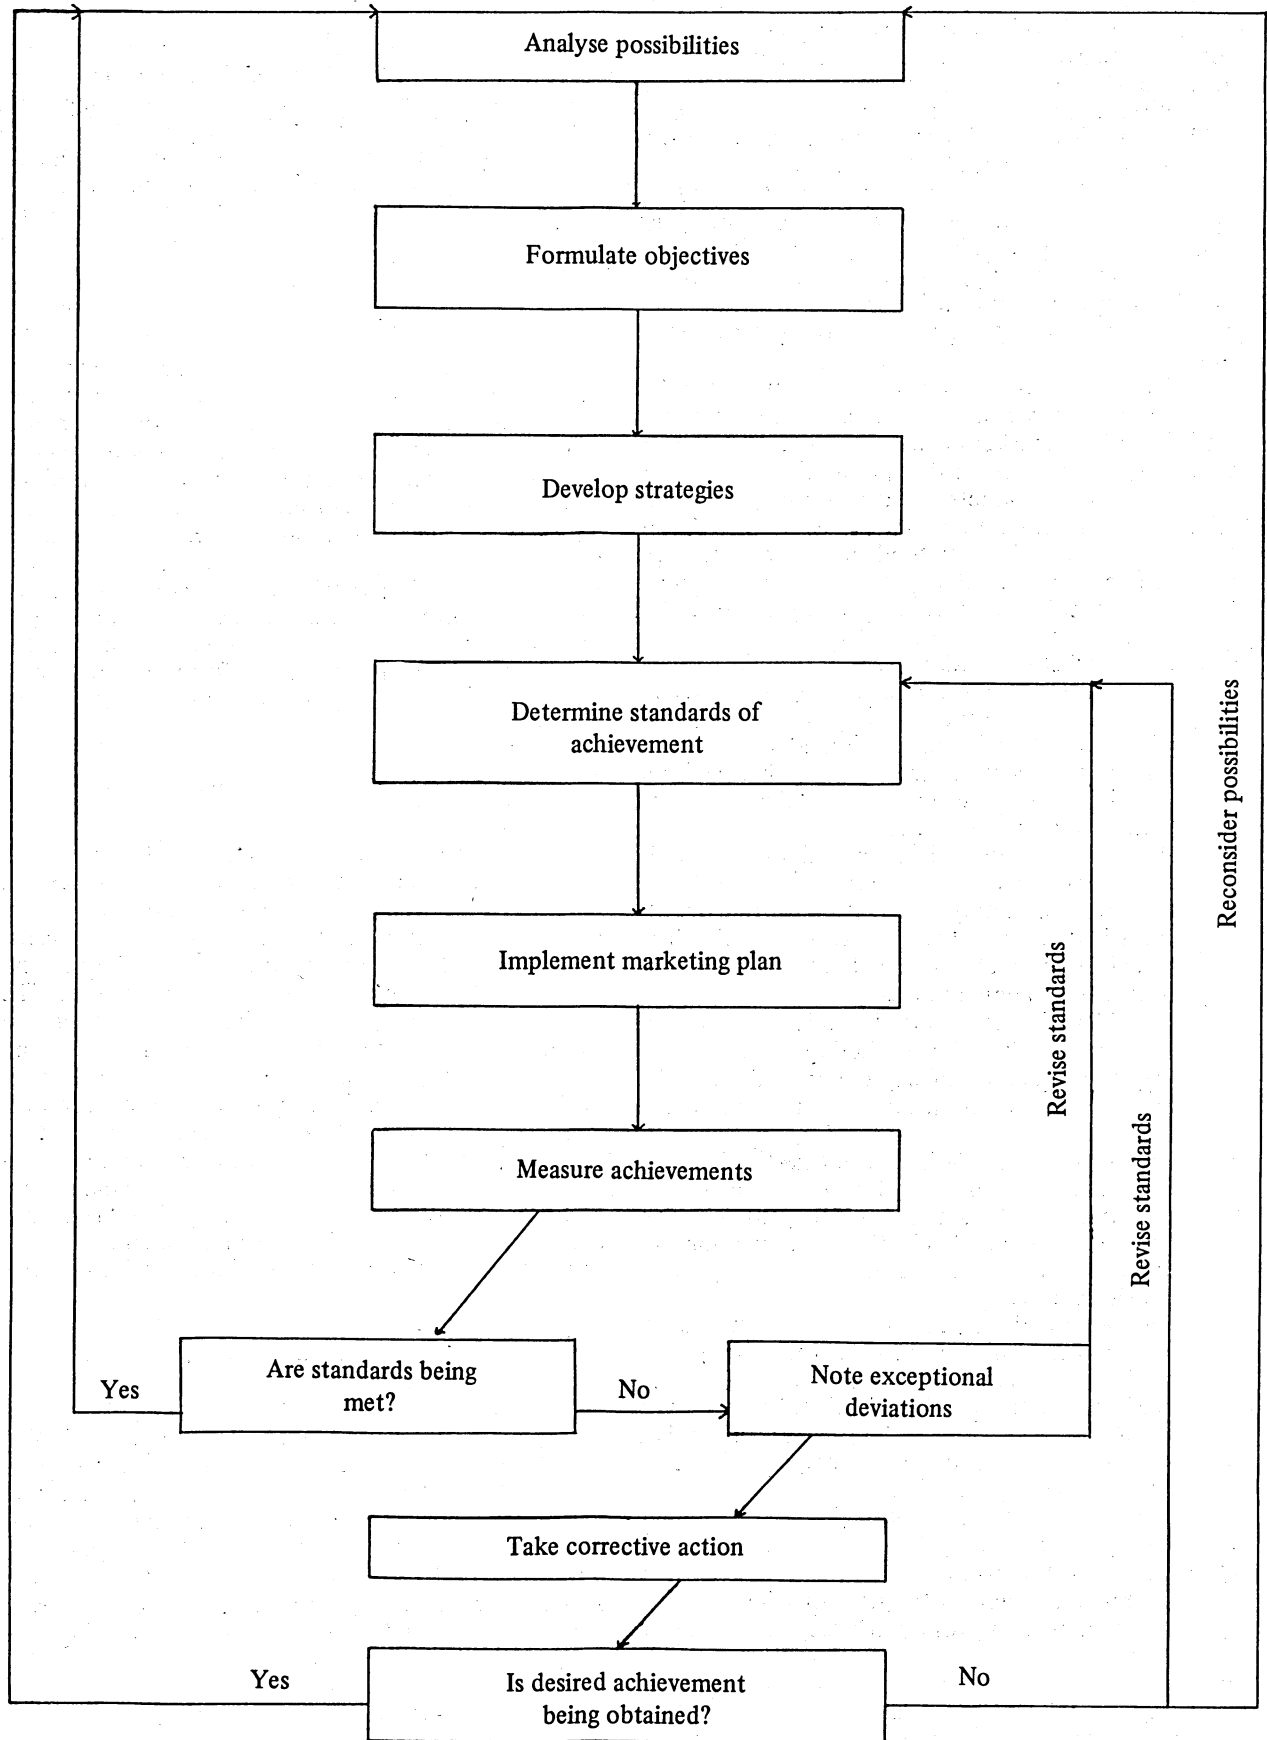 Analyse possibilities
Formulate objectives
Develop strategies
Determine standards of
achievement
Implement marketing plan
Measure achievements
Are standards being
met?
Yes
No
Note exceptional
deviations
Revise standards
Revise standards
Reconsider possibilities
Take corrective action
Is desired achievement
being obtained?
Yes
No